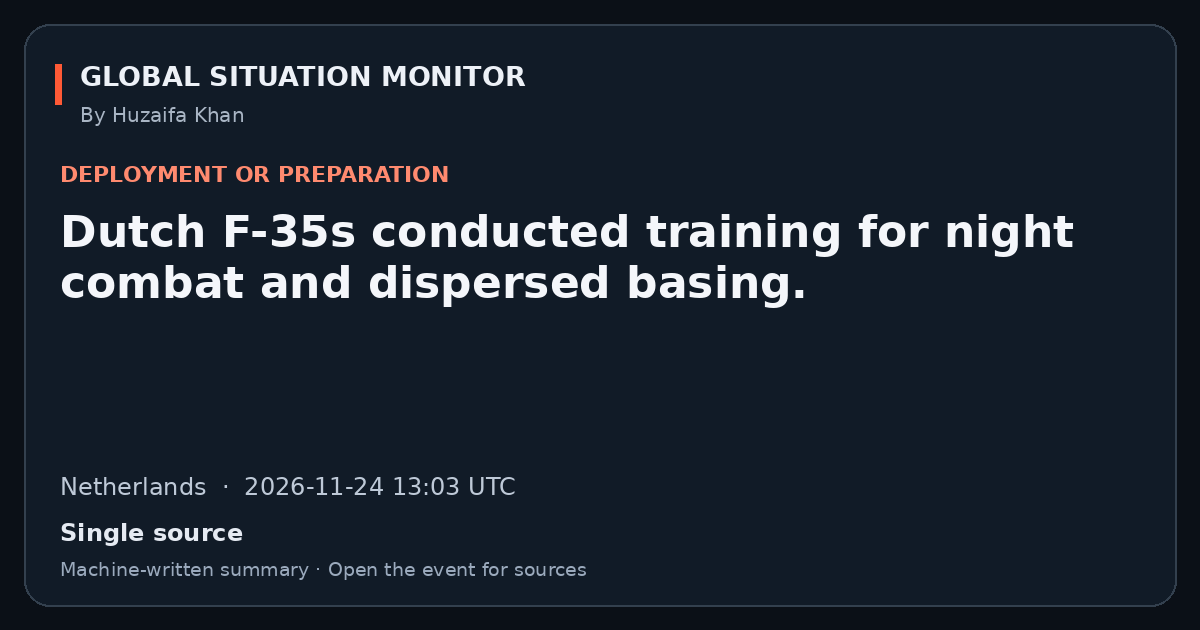 GLOBAL SITUATION MONITOR
By Huzaifa Khan
DEPLOYMENT OR PREPARATION
Dutch F-35s conducted training for night
combat and dispersed basing.
Netherlands · 2026-11-24 13:03 UTC
Single source
Machine-written summary · Open the event for sources